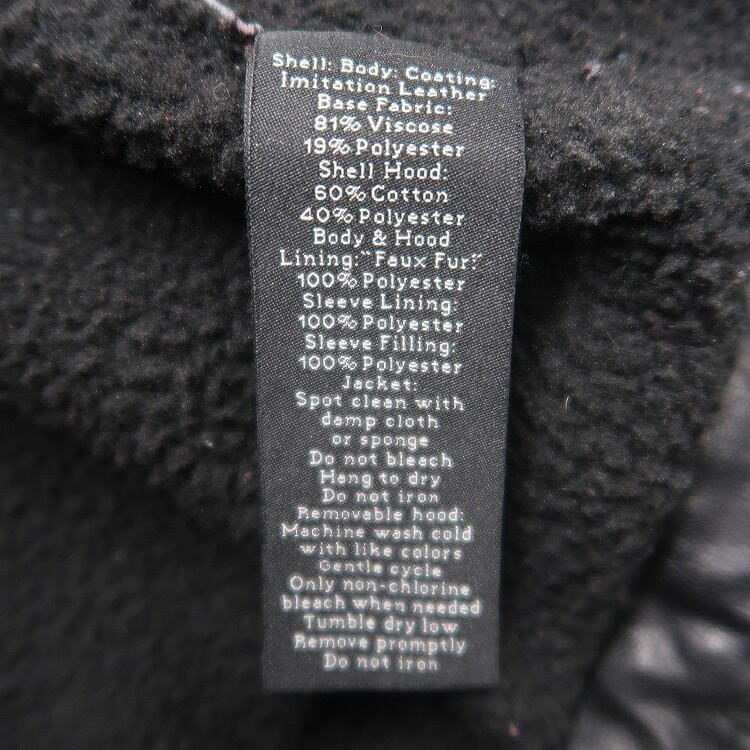 Shell: Body: Coating:
Imitation Leather
Base Fabric:
81% Viscose
19% Polyester
Shell Hood:
60% Cotton
40% Polyester
Body & Hood
Lining: "Faux Fur:"
100% Polyester
Sleeve Lining:
100% Polyester
Sleeve Filling:
100% Polyester
Jacket:
Spot clean with
damp cloth
or sponge
Do not bleach
Hang to dry
Do not iron
Removable hood:
Machine wash cold
with like colors
Gentle cycle
Only non-chlorine
bleach when needed
Tumble dry low
Remove promptly
Do not iron